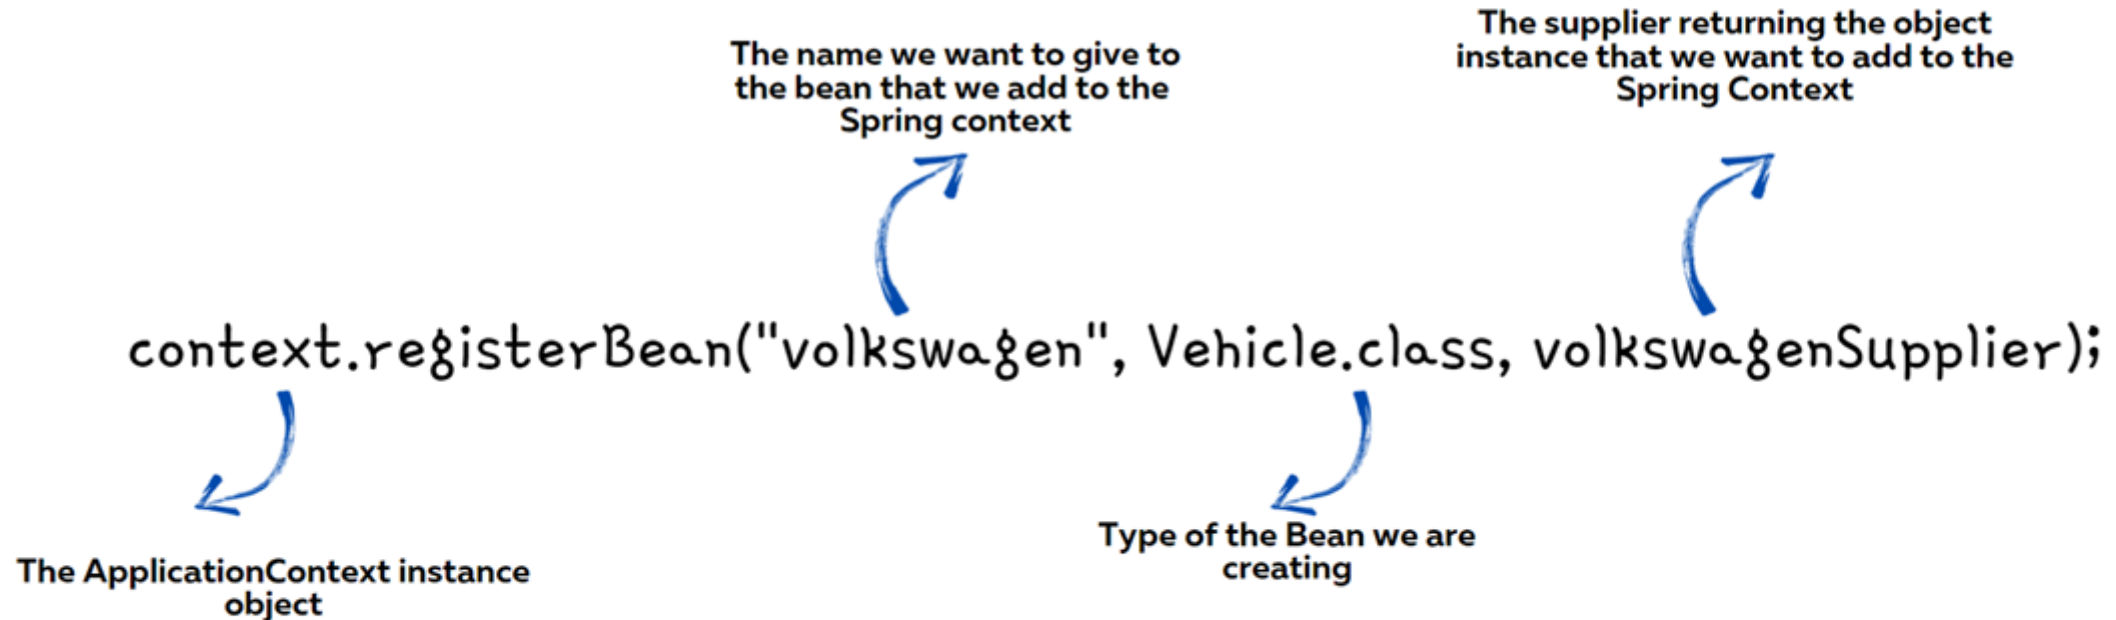 The name we want to give to
the bean that we add to the
Spring context
The supplier returning the object
instance that we want to add to the
Spring Context
context.registerBean("volkswagen", Vehicle.class, volkswagenSupplier);
The ApplicationContext instance
object
Type of the Bean we are
creating